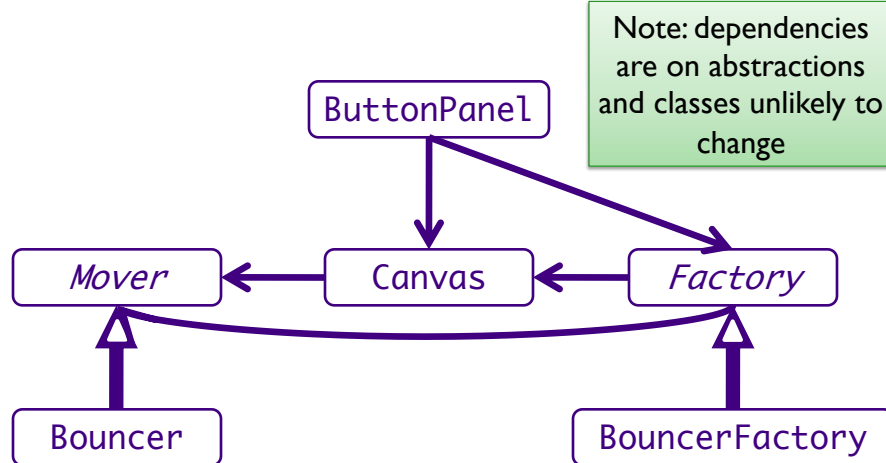 Note: dependencies
are on abstractions
and classes unlikely to
change
ButtonPanel
Mover
Canvas
Factory
Bouncer
BouncerFactory